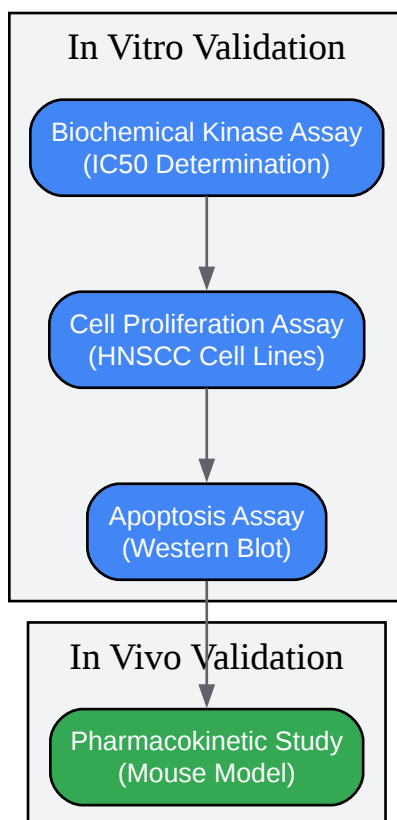 In Vitro Validation
Biochemical Kinase Assay
(IC50 Determination)
Cell Proliferation Assay
(HNSCC Cell Lines)
Apoptosis Assay
(Western Blot)
In Vivo Validation
Pharmacokinetic Study
(Mouse Model)